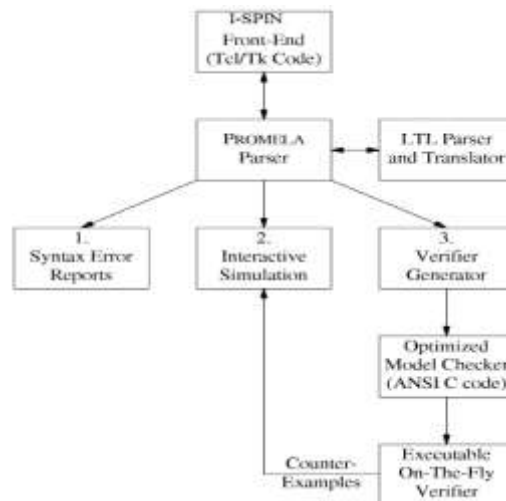 I-SPIN
Front-End
(Tcl/Tk Code)
PROMELA
Parser
LTL Parser
and Translator
1.
Syntax Error
Reports
2.
Interactive
Simulation
3.
Verifier
Generator
Optimized
Model Checker
(ANSI C code)
Counter-
Examples
Executable
On-The-Fly
Verifier